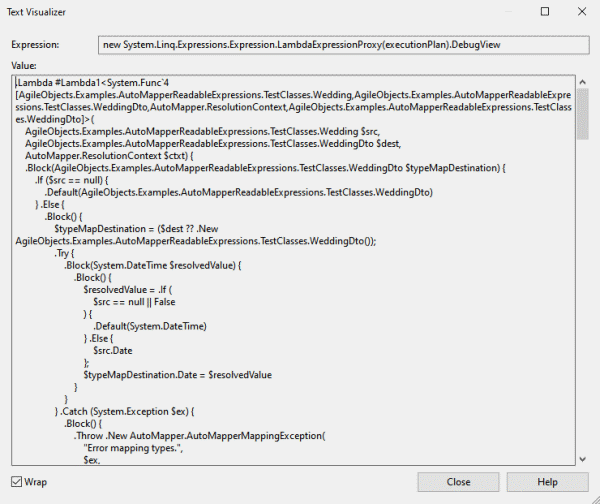 Text Visualizer
Expression:
new System.Linq.Expressions.Expression.LambdaExpressionProxy(executionPlan).DebugView
Value:
.Lambda #Lambda1<System.Func`4
[AgileObjects.Examples.AutoMapperReadableExpressions.TestClasses.Wedding,AgileObjects.Examples.AutoMapperReadableExpressio
ns.TestClasses.WeddingDto,AutoMapper.ResolutionContext,AgileObjects.Examples.AutoMapperReadableExpressions.TestClasse
s.WeddingDto]>(
AgileObjects.Examples.AutoMapperReadableExpressions.TestClasses.Wedding $src,
AgileObjects.Examples.AutoMapperReadableExpressions.TestClasses.WeddingDto $dest,
AutoMapper.ResolutionContext $ctxt) {
.Block(AgileObjects.Examples.AutoMapperReadableExpressions.TestClasses.WeddingDto $typeMapDestination) {
.If ($src == null) {
.Default(AgileObjects.Examples.AutoMapperReadableExpressions.TestClasses.WeddingDto)
} .Else {
.Block() {
$typeMapDestination = ($dest ?? .New
AgileObjects.Examples.AutoMapperReadableExpressions.TestClasses.WeddingDto());
.Try {
.Block(System.DateTime $resolvedValue) {
.Block() {
$resolvedValue = .If (
$src == null || False
) {
.Default(System.DateTime)
} .Else {
$src.Date
};
$typeMapDestination.Date = $resolvedValue
}
}
} .Catch (System.Exception $ex) {
.Block() {
.Throw .New AutoMapper.AutoMapperMappingException(
"Error mapping types.",
$ex,
Wrap
Close
Help